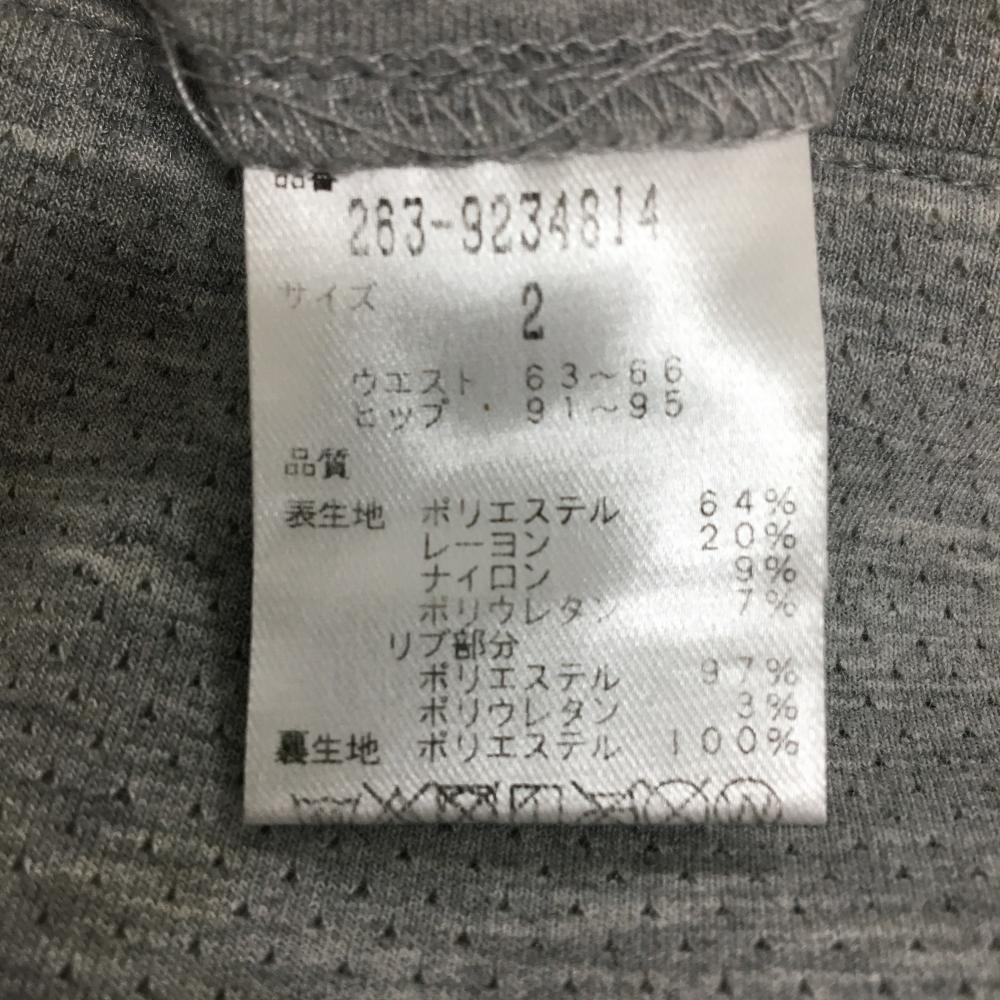 品番
263-9234814
サイズ 2
ウエスト 63～66
ヒップ 91～95
品質
表生地 ポリエステル 64%
レーヨン 20%
ナイロン 9%
ポリウレタン 7%
リブ部分
ポリエステル 97%
ポリウレタン 3%
裏生地 ポリエステル 100%